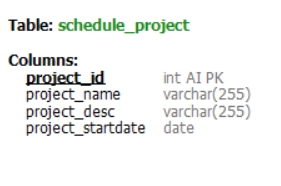 Table: schedule_project
Columns:
project_id int AI PK
project_name varchar(255)
project_desc varchar(255)
project_startdate date